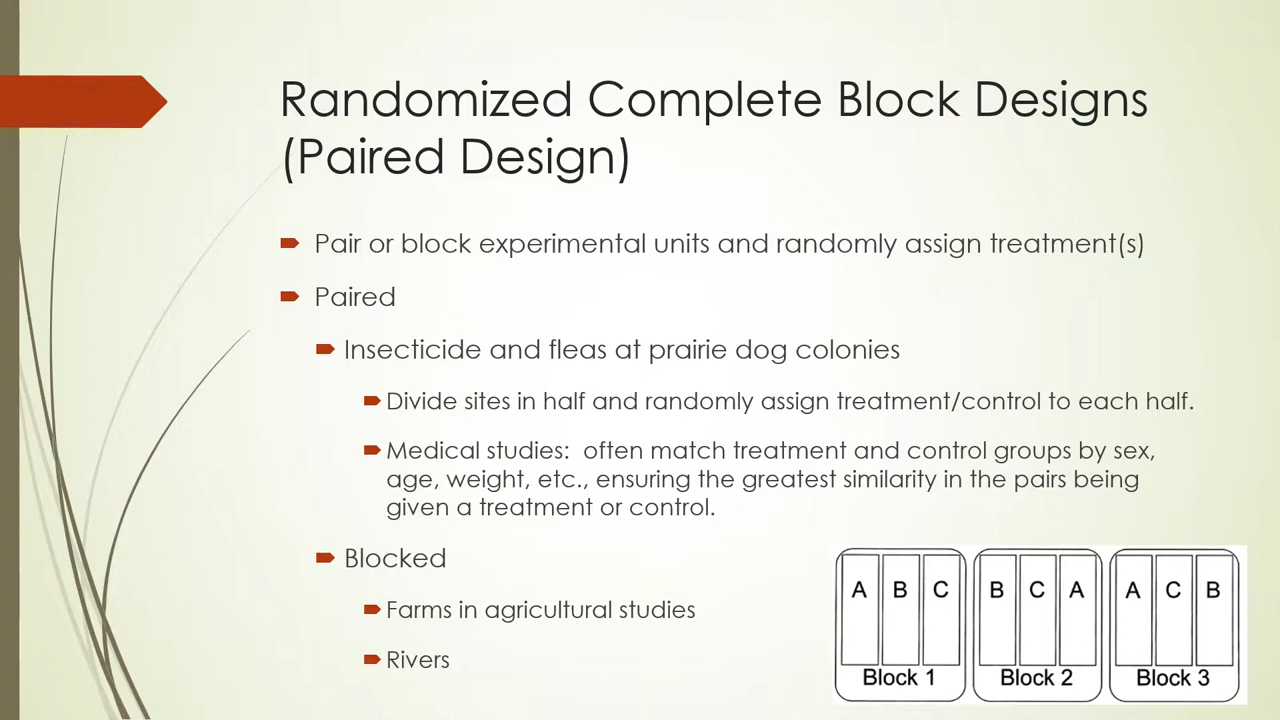 Randomized Complete Block Designs
(Paired Design)
Pair or block experimental units and randomly assign treatment(s)
Paired
Insecticide and fleas at prairie dog colonies
Divide sites in half and randomly assign treatment/control to each half.
Medical studies:  often match treatment and control groups by sex,
age, weight, etc., ensuring the greatest similarity in the pairs being
given a treatment or control.
Blocked
Farms in agricultural studies
Rivers
A B C B C A A C B
Block 1 Block 2 Block 3